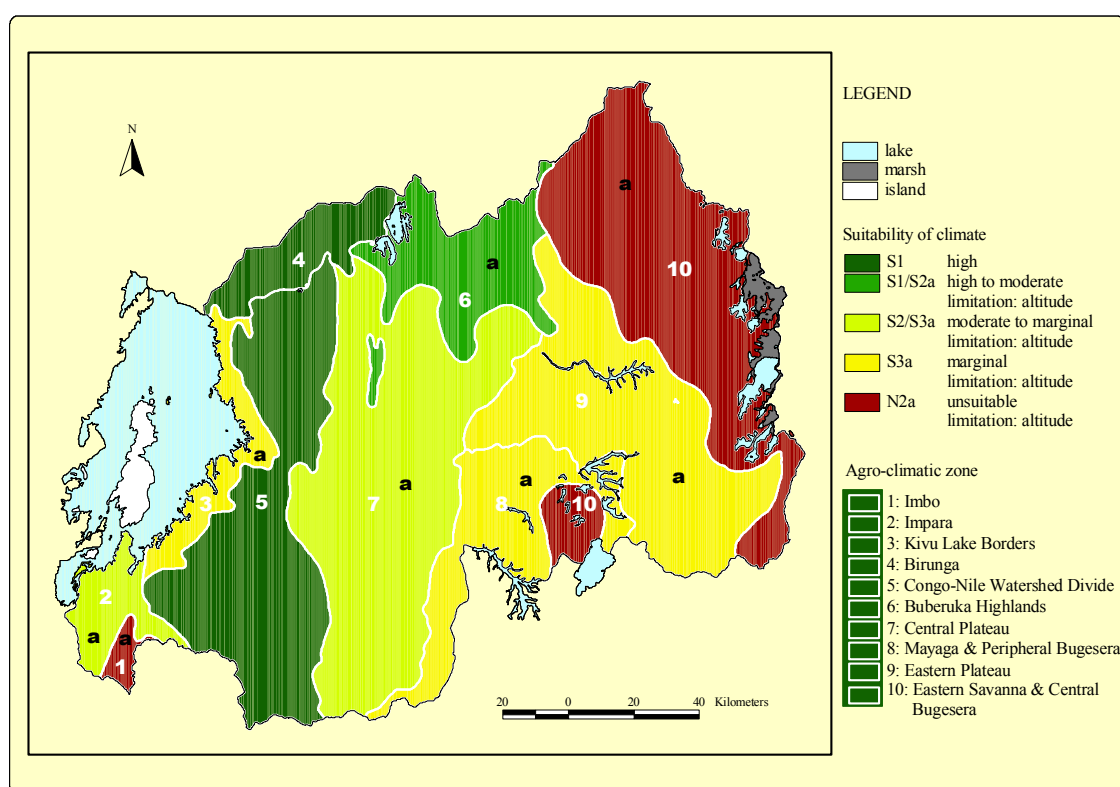 N
a
10
4
a
6
9
a
3
5
7
a
8
a
10
a
2
a
a
1
20 0 20 40 Kilometers
LEGEND
lake
marsh
island
Suitability of climate
S1 high
S1/S2a high to moderate
limitation: altitude
S2/S3a moderate to marginal
limitation: altitude
S3a marginal
limitation: altitude
N2a unsuitable
limitation: altitude
Agro-climatic zone
1: Imbo
2: Impara
3: Kivu Lake Borders
4: Birunga
5: Congo-Nile Watershed Divide
6: Buberuka Highlands
7: Central Plateau
8: Mayaga & Peripheral Bugesera
9: Eastern Plateau
10: Eastern Savanna & Central
Bugesera